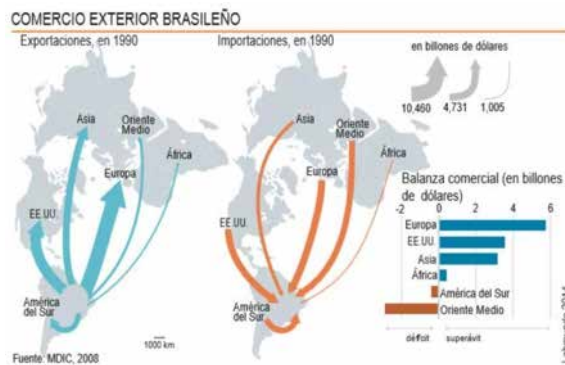 COMERCIO EXTERIOR BRASILEÑO
Exportaciones, en 1990
Importaciones, en 1990
en billones de dólares
10,460 4,731 1,005
Asia
Oriente
Medio
África
Europa
EE.UU.
América
del Sur
Asia
Oriente
Medio
África
Europa
EE.UU.
América
del Sur
Balanza comercial (en billones
de dólares)
-2 0 2 4 6
Europa
EE.UU.
Asia
África
América del Sur
Oriente Medio
déficit superávit
1000 km
Fuente: MDIC, 2008